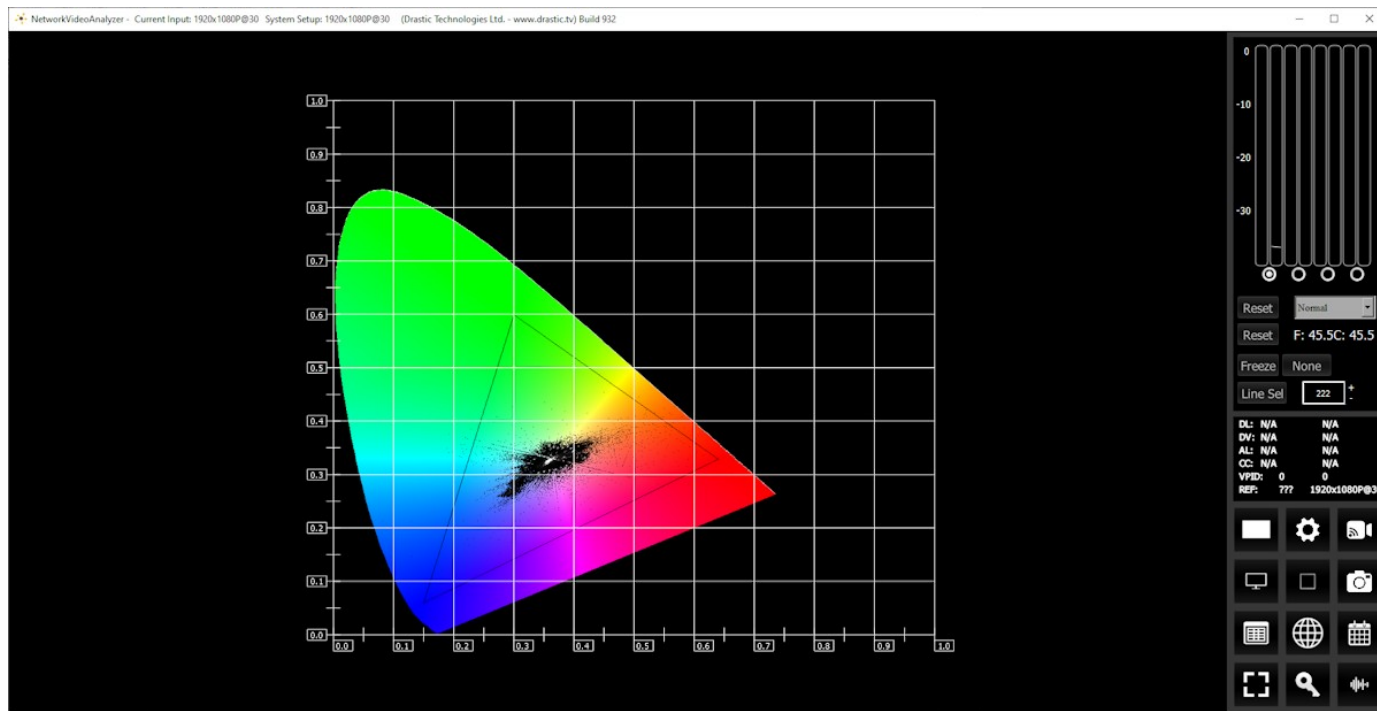 NetworkVideoAnalyzer - Current Input: 1920x1080P@30 System Setup: 1920x1080P@30 (Drastic Technologies Ltd. - www.drastic.tv) Build 932
1.0
0.9
0.8
0.7
0.6
0.5
0.4
0.3
0.2
0.1
0.0
0.0 0.1 0.2 0.3 0.4 0.5 0.6 0.7 0.8 0.9 1.0
0
-10
-20
-30
Reset Normal
Reset F: 45.5C: 45.5
Freeze None
Line Sel 222 + -
DL: N/A N/A
DV: N/A N/A
AL: N/A N/A
CC: N/A N/A
VPID: 0 0
REF: ??? 1920x1080P@3